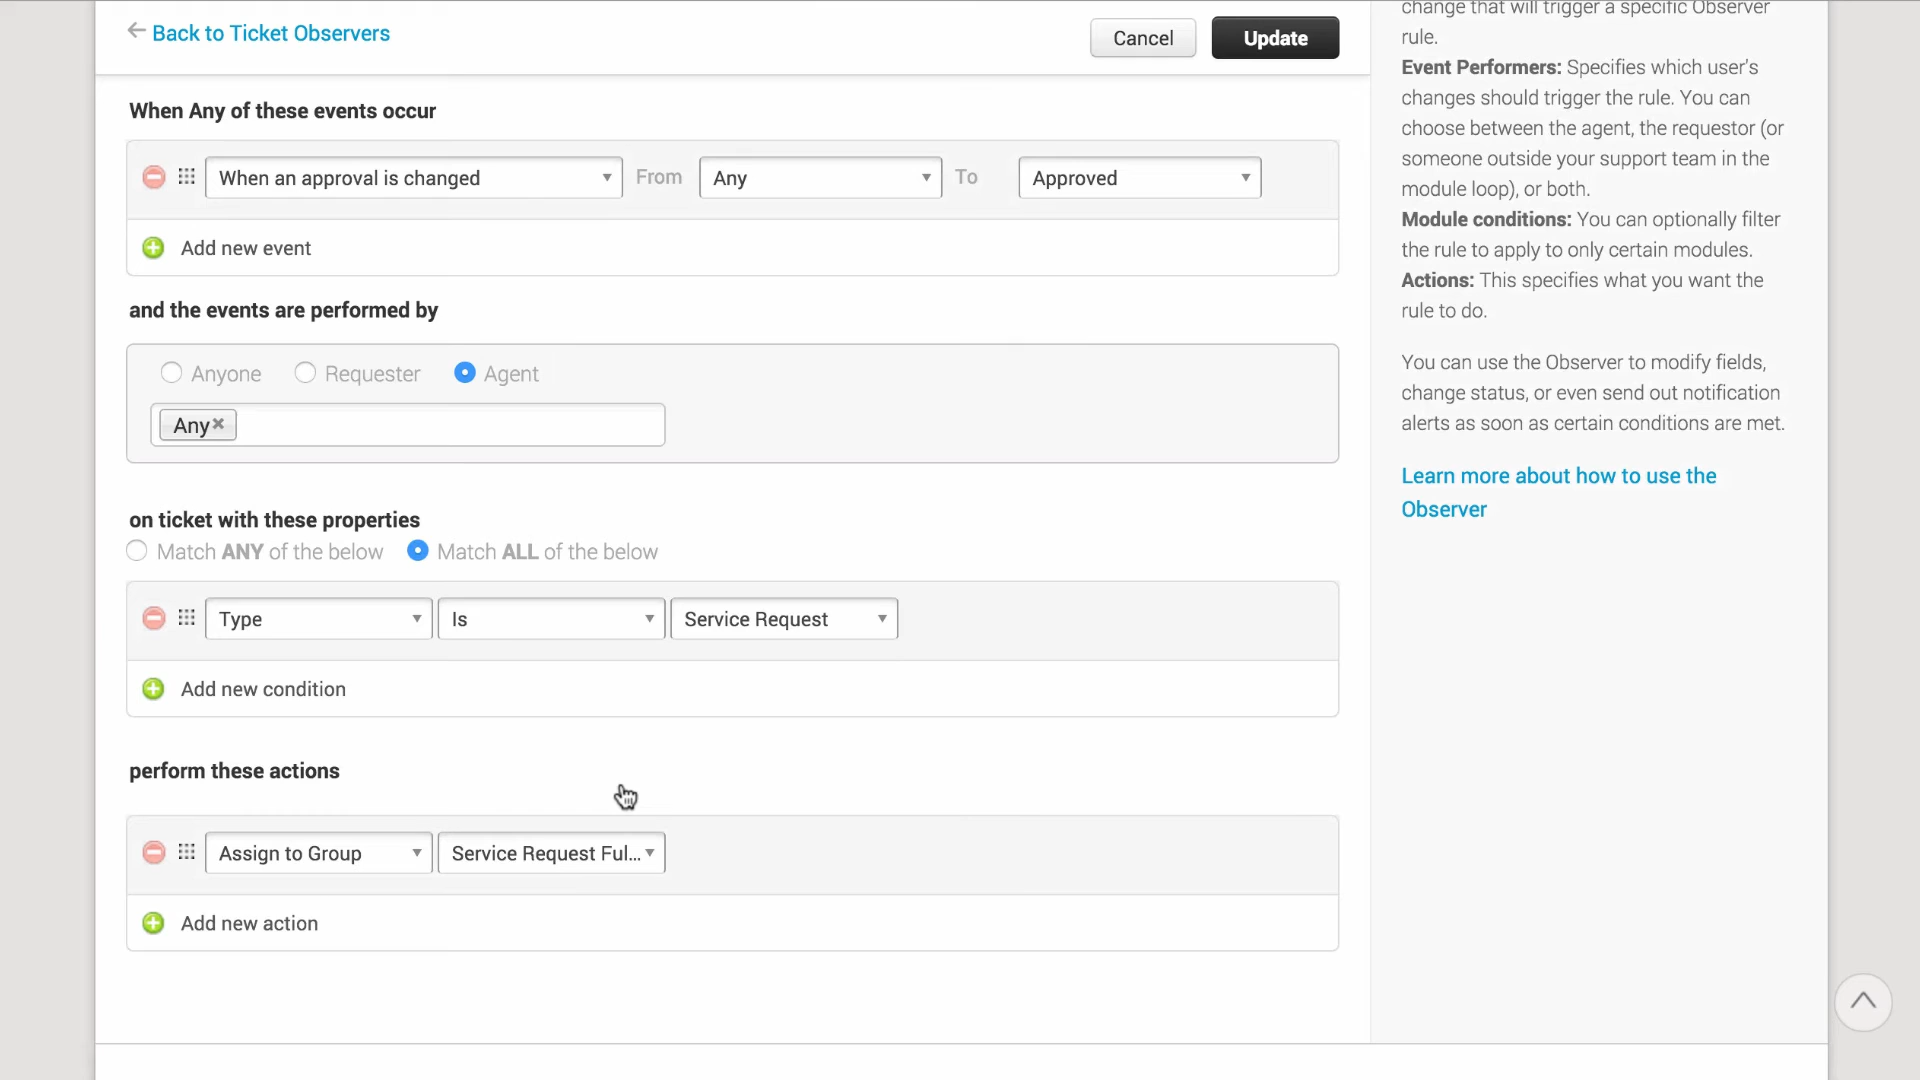 Back to Ticket Observers
Cancel
Update
When Any of these events occur
When an approval is changed From Any To Approved
Add new event
and the events are performed by
Anyone Requester Agent
Any
on ticket with these properties
Match ANY of the below Match ALL of the below
Type Is Service Request
Add new condition
perform these actions
Assign to Group Service Request Ful...
Add new action
change that will trigger a specific Observer
rule.
Event Performers: Specifies which user's
changes should trigger the rule. You can
choose between the agent, the requestor (or
someone outside your support team in the
module loop), or both.
Module conditions: You can optionally filter
the rule to apply to only certain modules.
Actions: This specifies what you want the
rule to do.
You can use the Observer to modify fields,
change status, or even send out notification
alerts as soon as certain conditions are met.
Learn more about how to use the
Observer